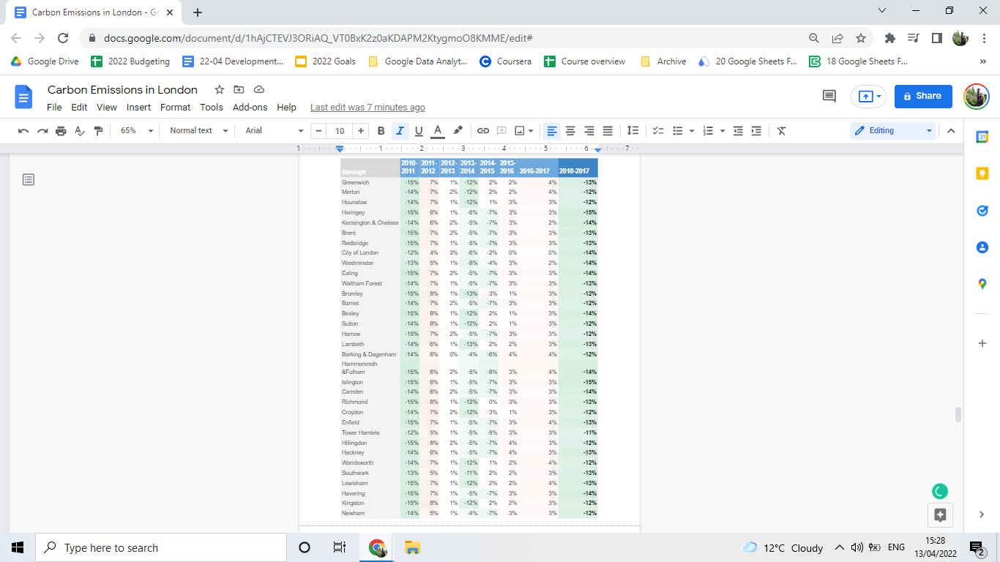 Carbon Emissions in London - Go
docs.google.com/document/d/1hAjCTEVJ3ORiAQ_VT0BxK2z0aKDAPM2KtygmoO8KMME/edit#
Google Drive 2022 Budgeting 22-04 Development... 2022 Goals Google Data Analyt... Coursera Course overview Archive 20 Google Sheets F... 18 Google Sheets F... »
Carbon Emissions in London
File Edit View Insert Format Tools Add-ons Help Last edit was 7 minutes ago
Share
65% Normal text Arial 10 B I U A Editing
1 1 2 3 4 5 6 7
Borough 2010-2011 2011-2012 2012-2013 2013-2014 2014-2015 2015-2016 2016-2017 2010-2017
Greenwich -15% 7% 1% -12% 2% 2% 4% -13%
Merton -14% 7% 2% -12% 2% 2% 4% -12%
Hounslow -14% 7% 1% -12% 1% 3% 3% -12%
Haringey -15% 6% 1% -6% -7% 3% 3% -15%
Kensington & Chelsea -14% 6% 2% -5% -7% 3% 2% -14%
Brent -15% 7% 2% -5% -7% 3% 3% -13%
Redbridge -15% 7% 1% -5% -7% 3% 3% -13%
City of London -12% 4% 3% -6% -2% 0% 0% -14%
Westminster -13% 5% 1% -8% -4% 3% 2% -14%
Ealing -15% 7% 2% -5% -7% 3% 3% -14%
Waltham Forest -14% 7% 1% -5% -7% 3% 3% -13%
Bromley -15% 8% 1% -13% 3% 1% 3% -12%
Barnet -14% 7% 2% -5% -7% 3% 3% -12%
Bexley -15% 8% 1% -12% 2% 1% 3% -14%
Sutton -14% 8% 1% -12% 2% 1% 3% -12%
Harrow -15% 7% 2% -5% -7% 3% 3% -12%
Lambeth -14% 6% 1% -13% 2% 2% 3% -13%
Barking & Dagenham -14% 6% 0% -4% -6% 4% 4% -12%
Hammersmith
&Fulham -15% 6% 2% -5% -8% 3% 4% -14%
Islington -15% 6% 1% -5% -7% 3% 3% -15%
Camden -14% 6% 2% -5% -7% 3% 3% -14%
Richmond -15% 8% 1% -12% 0% 3% 3% -13%
Croydon -14% 7% 2% -12% 3% 1% 3% -12%
Enfield -15% 7% 1% -5% -7% 3% 4% -13%
Tower Hamlets -12% 5% 1% -5% -5% 3% 3% -11%
Hillingdon -15% 8% 2% -5% -7% 4% 3% -12%
Hackney -14% 6% 1% -5% -7% 4% 3% -13%
Wandsworth -14% 7% 1% -12% 1% 2% 4% -12%
Southwark -13% 5% 1% -11% 2% 2% 3% -13%
Lewisham -15% 7% 1% -12% 2% 2% 4% -13%
Havering -15% 7% 1% -5% -7% 3% 3% -14%
Kingston -15% 8% 1% -12% 2% 2% 3% -12%
Newham -14% 5% 1% -4% -7% 3% 3% -12%
Type here to search
12°C Cloudy ENG 15:28
13/04/2022
2